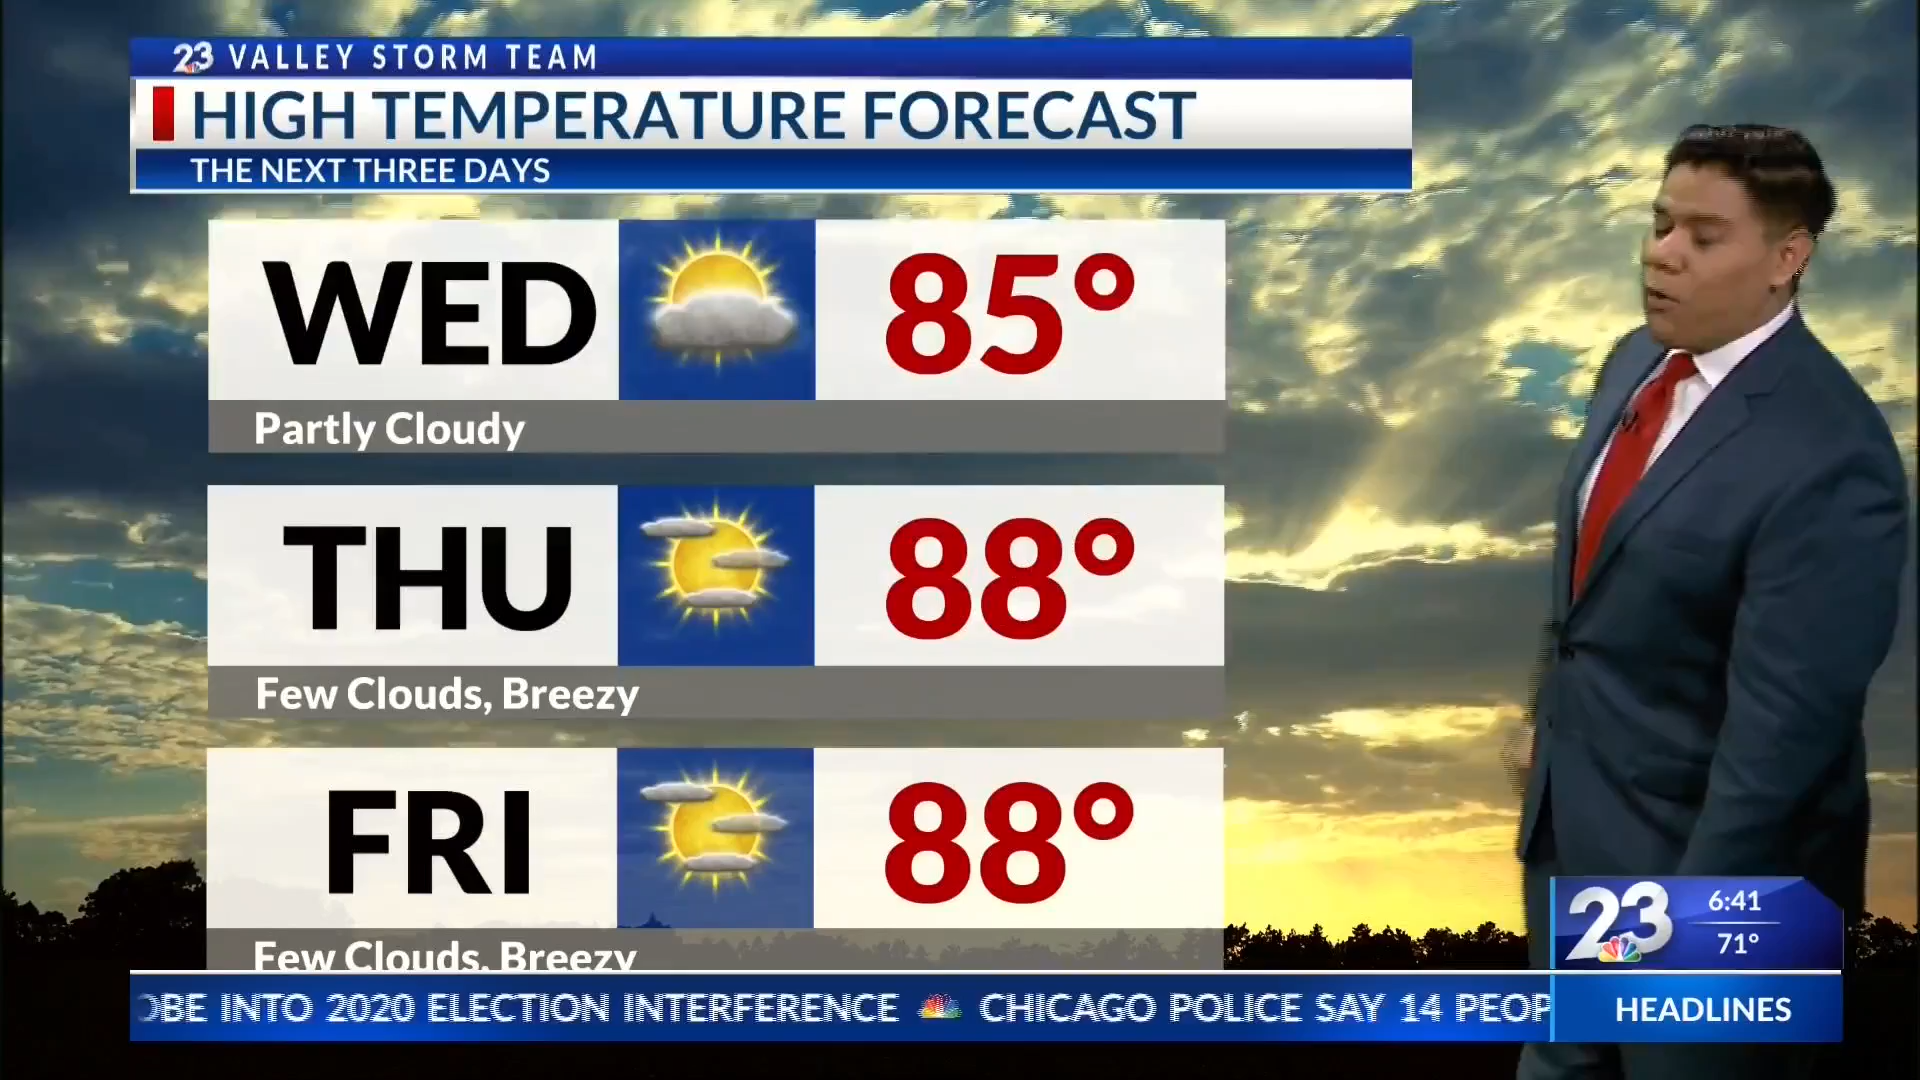 23 VALLEY STORM TEAM
HIGH TEMPERATURE FORECAST
THE NEXT THREE DAYS
WED 85°
Partly Cloudy
THU 88°
Few Clouds, Breezy
FRI 88°
Few Clouds, Breezy
23 6:41
71°
INTO 2020 ELECTION INTERFERENCE CHICAGO POLICE SAY 14
HEADLINES